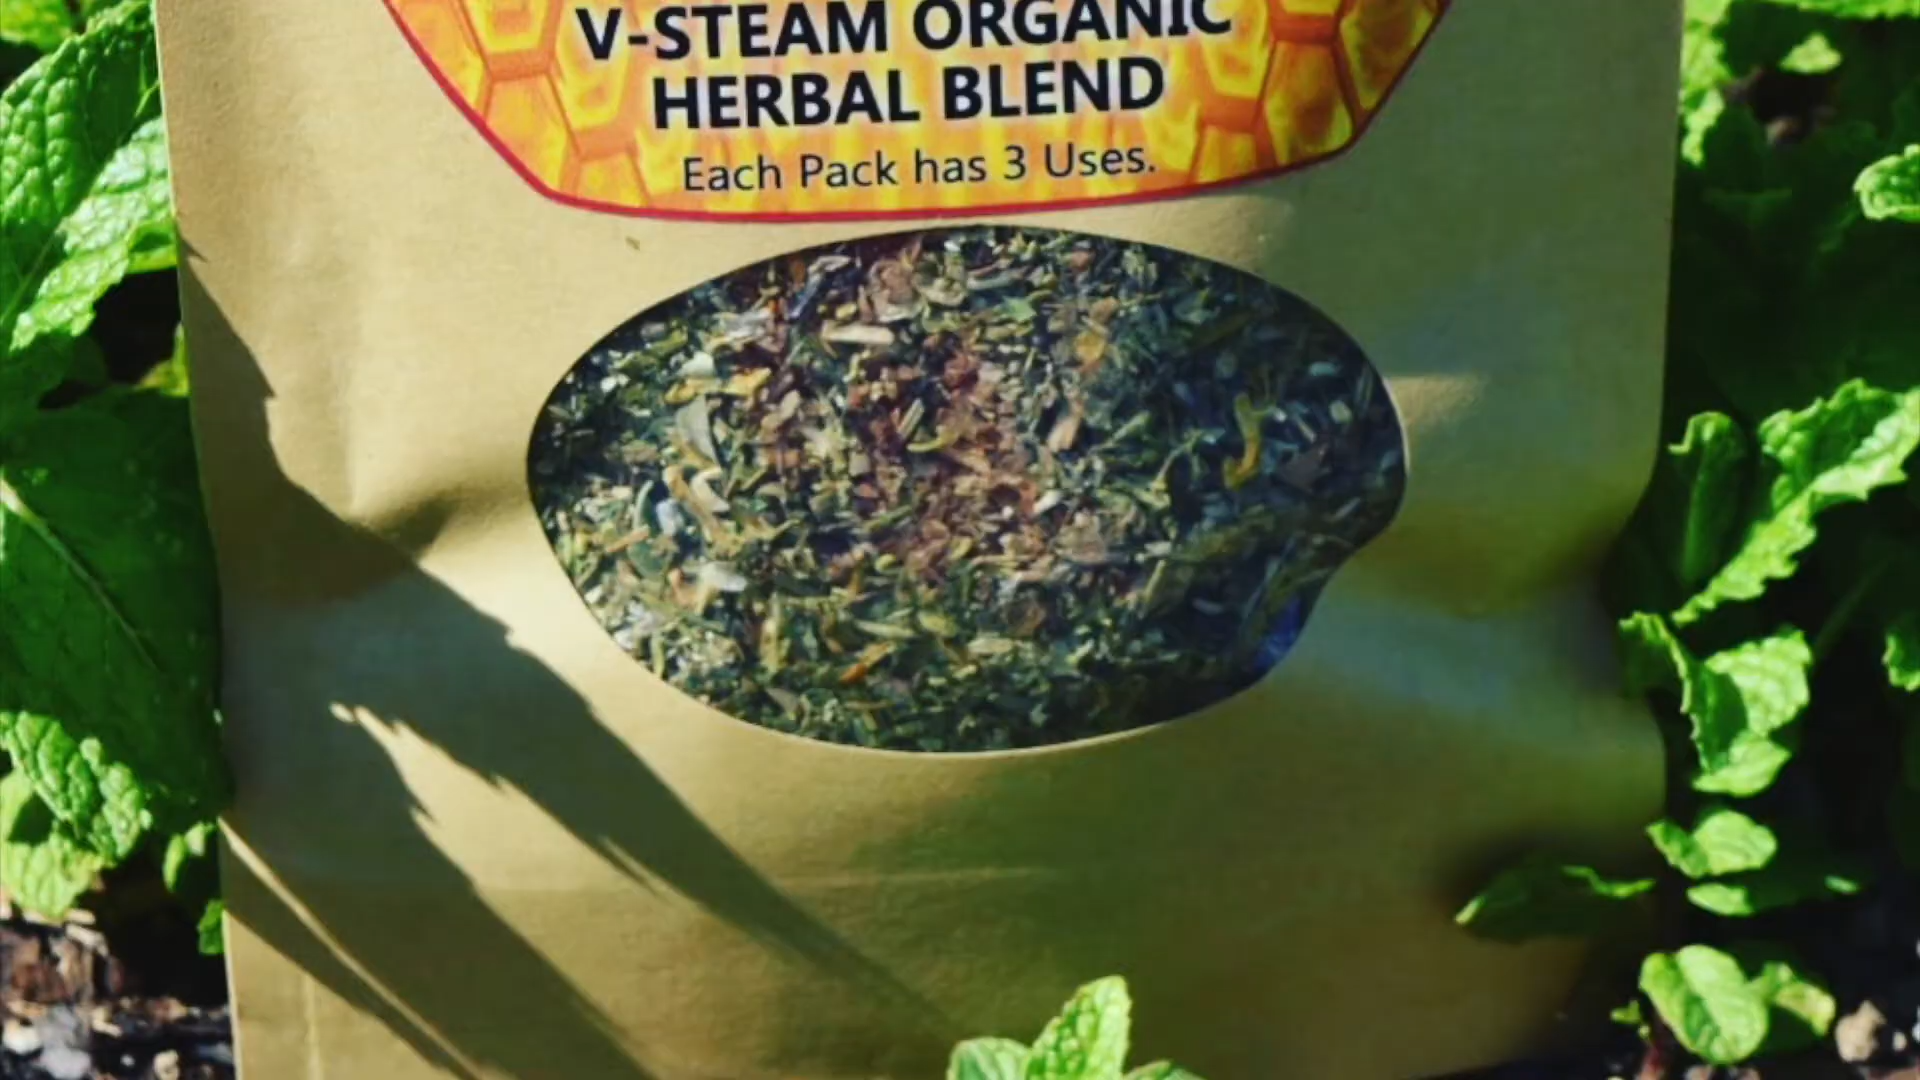 V-STEAM ORGANIC
HERBAL BLEND
Each Pack has 3 Uses.